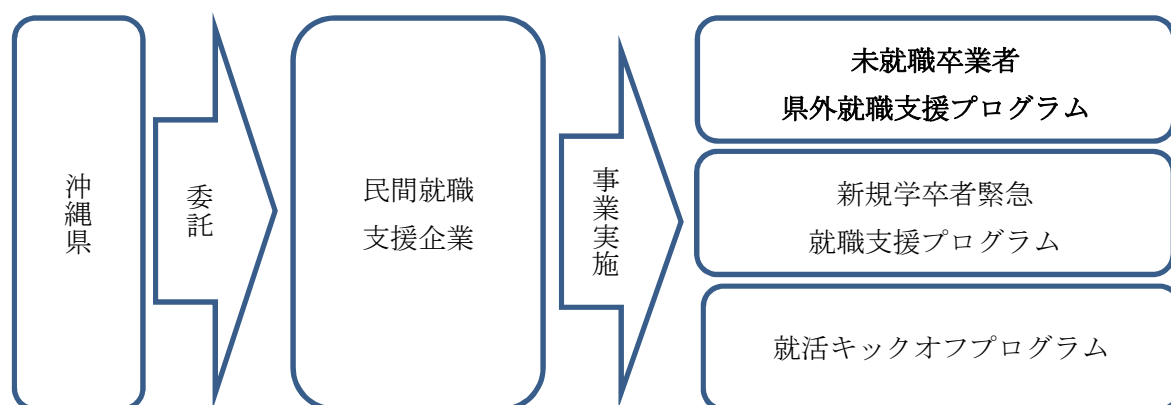 沖縄県
委託
民間就職
支援企業
事業実施
未就職卒業者
県外就職支援プログラム
新規学卒者緊急
就職支援プログラム
就活キックオフプログラム